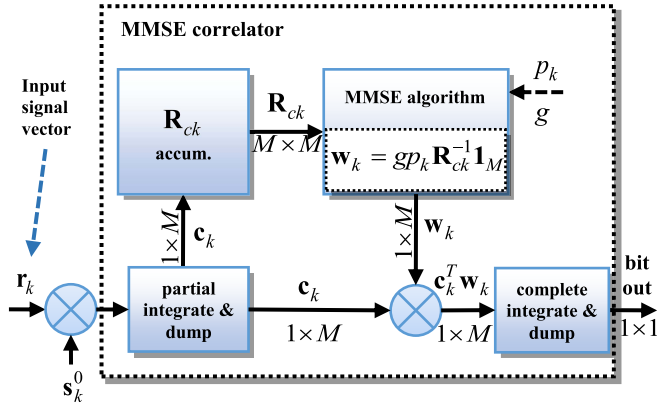 MMSE correlator
Input
signal
vector
R_ck
accum.
R_ck
M × M
MMSE algorithm
w_k = gp_k R_ck^{-1} 1_M
p_k
g
1×M
c_k
1×M
w_k
r_k
s_k^0
partial
integrate &
dump
c_k
1×M
c_k^T w_k
1×M
complete
integrate &
dump
bit
out
1×1